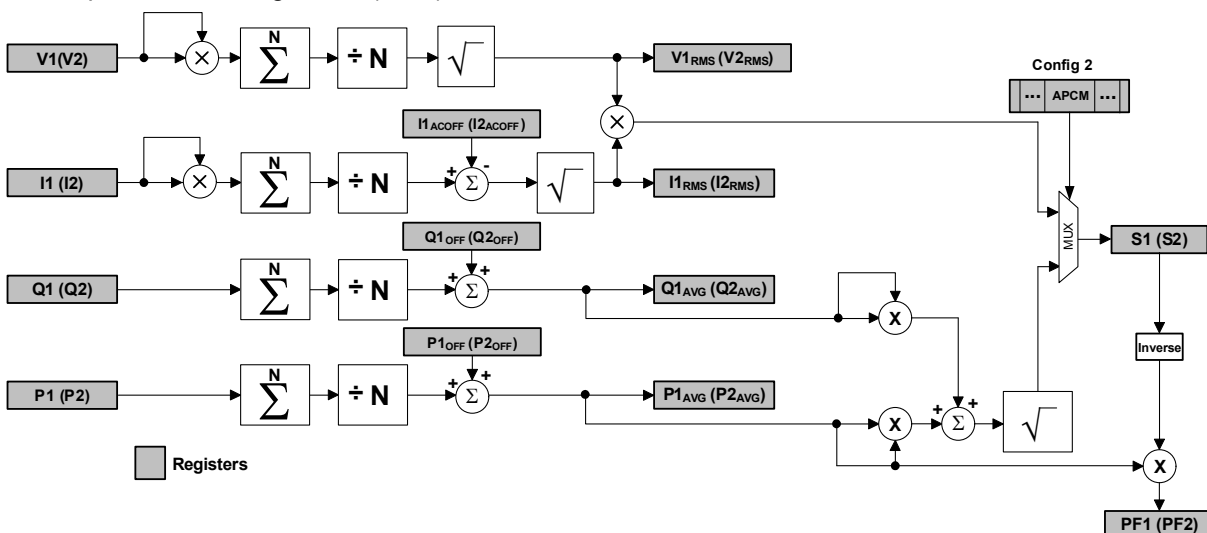 V1(V2)
×
N
∑
÷ N
√
V1RMS (V2RMS)
Config 2
... APCM ...
×
I1ACOFF (I2ACOFF)
I1 (I2)
×
N
∑
÷ N
+
-
Σ
√
I1RMS (I2RMS)
MUX
S1 (S2)
Q1OFF (Q2OFF)
Q1 (Q2)
N
∑
÷ N
+
+
Σ
Q1AVG (Q2AVG)
X
Inverse
P1OFF (P2OFF)
P1 (P2)
N
∑
÷ N
+
+
Σ
P1AVG (P2AVG)
X
+
+
Σ
√
X
Registers
PF1 (PF2)